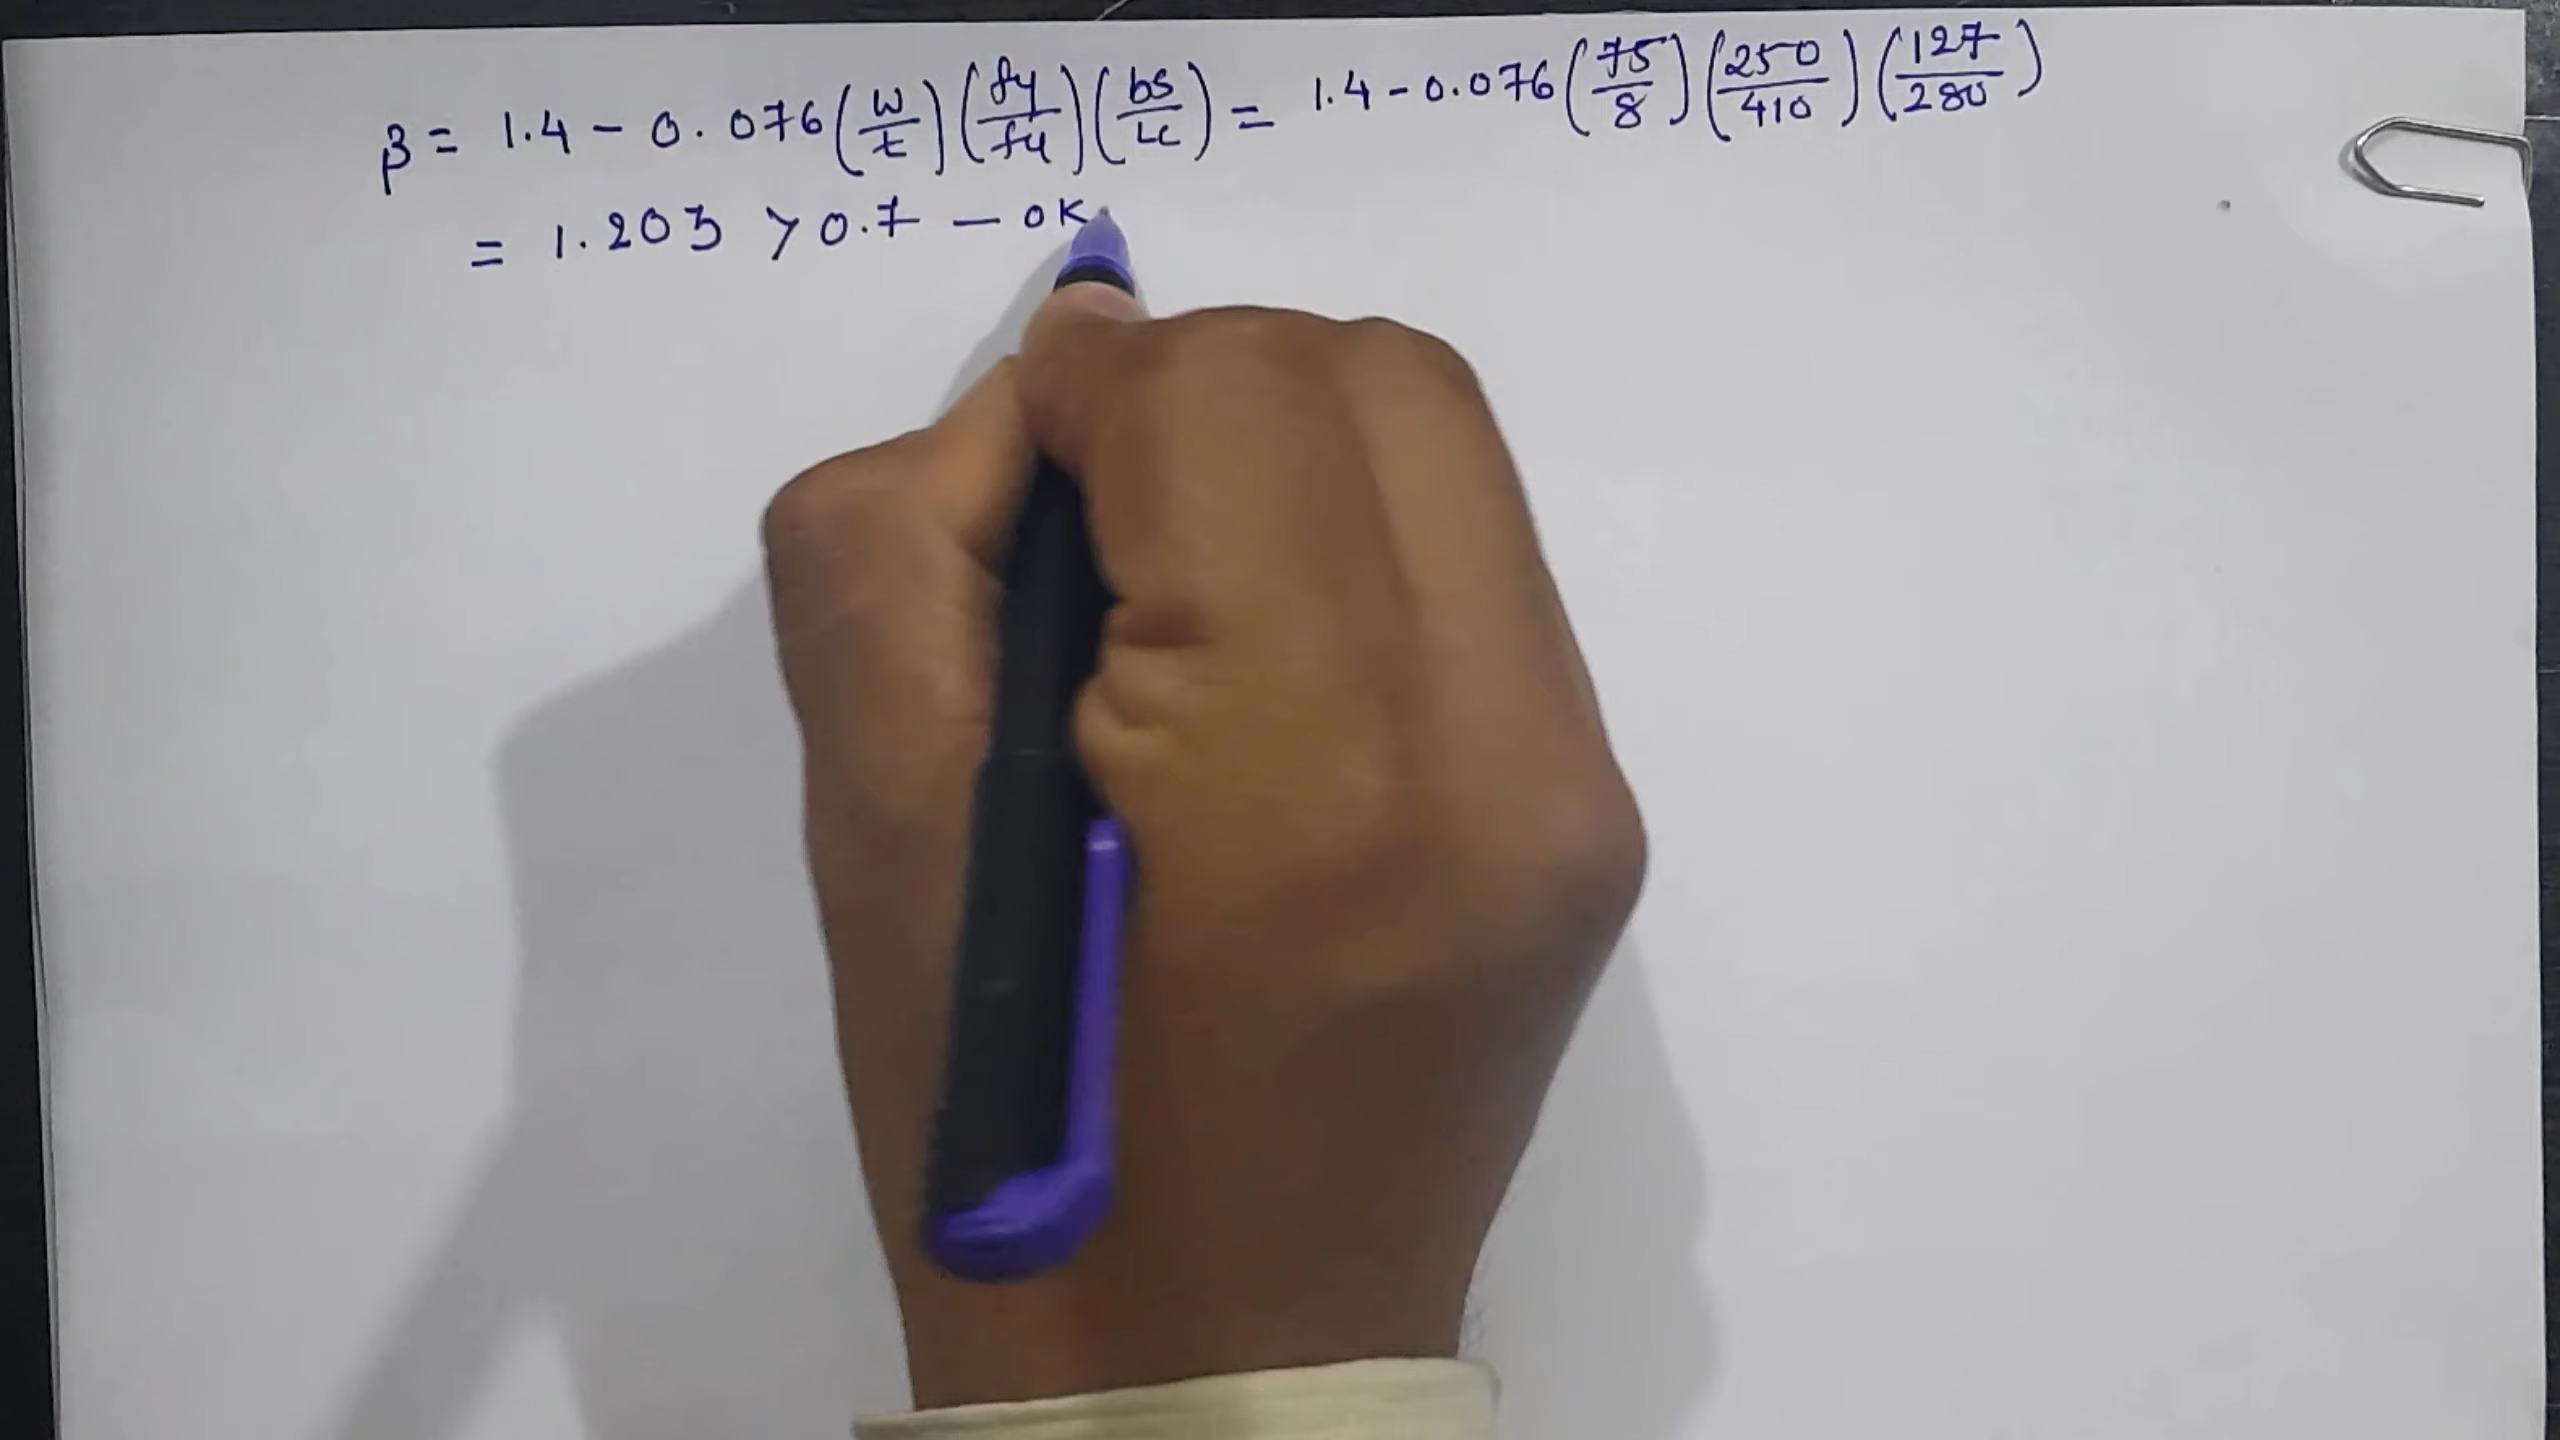 β = 1.4 - 0.076 (w/t) (fy/fu) (bs/Lc) = 1.4 - 0.076 (75/8) (250/410) (127/280)
= 1.203 > 0.7 - OK